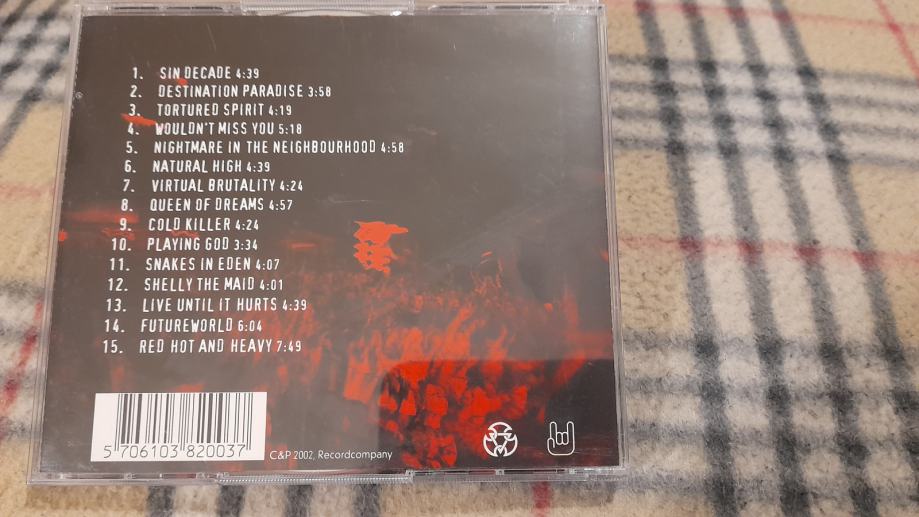 1. SIN DECADE 4:39
2. DESTINATION PARADISE 3:58
3. TORTURED SPIRIT 4:19
4. WOULDN'T MISS YOU 5:18
5. NIGHTMARE IN THE NEIGHBOURHOOD 4:58
6. NATURAL HIGH 4:39
7. VIRTUAL BRUTALITY 4:24
8. QUEEN OF DREAMS 4:57
9. COLD KILLER 4:24
10. PLAYING GOD 3:34
11. SNAKES IN EDEN 4:07
12. SHELLY THE MAID 4:01
13. LIVE UNTIL IT HURTS 4:39
14. FUTUREWORLD 6:04
15. RED HOT AND HEAVY 7:49
5 706103 820037
C&P 2002, Recordcompany